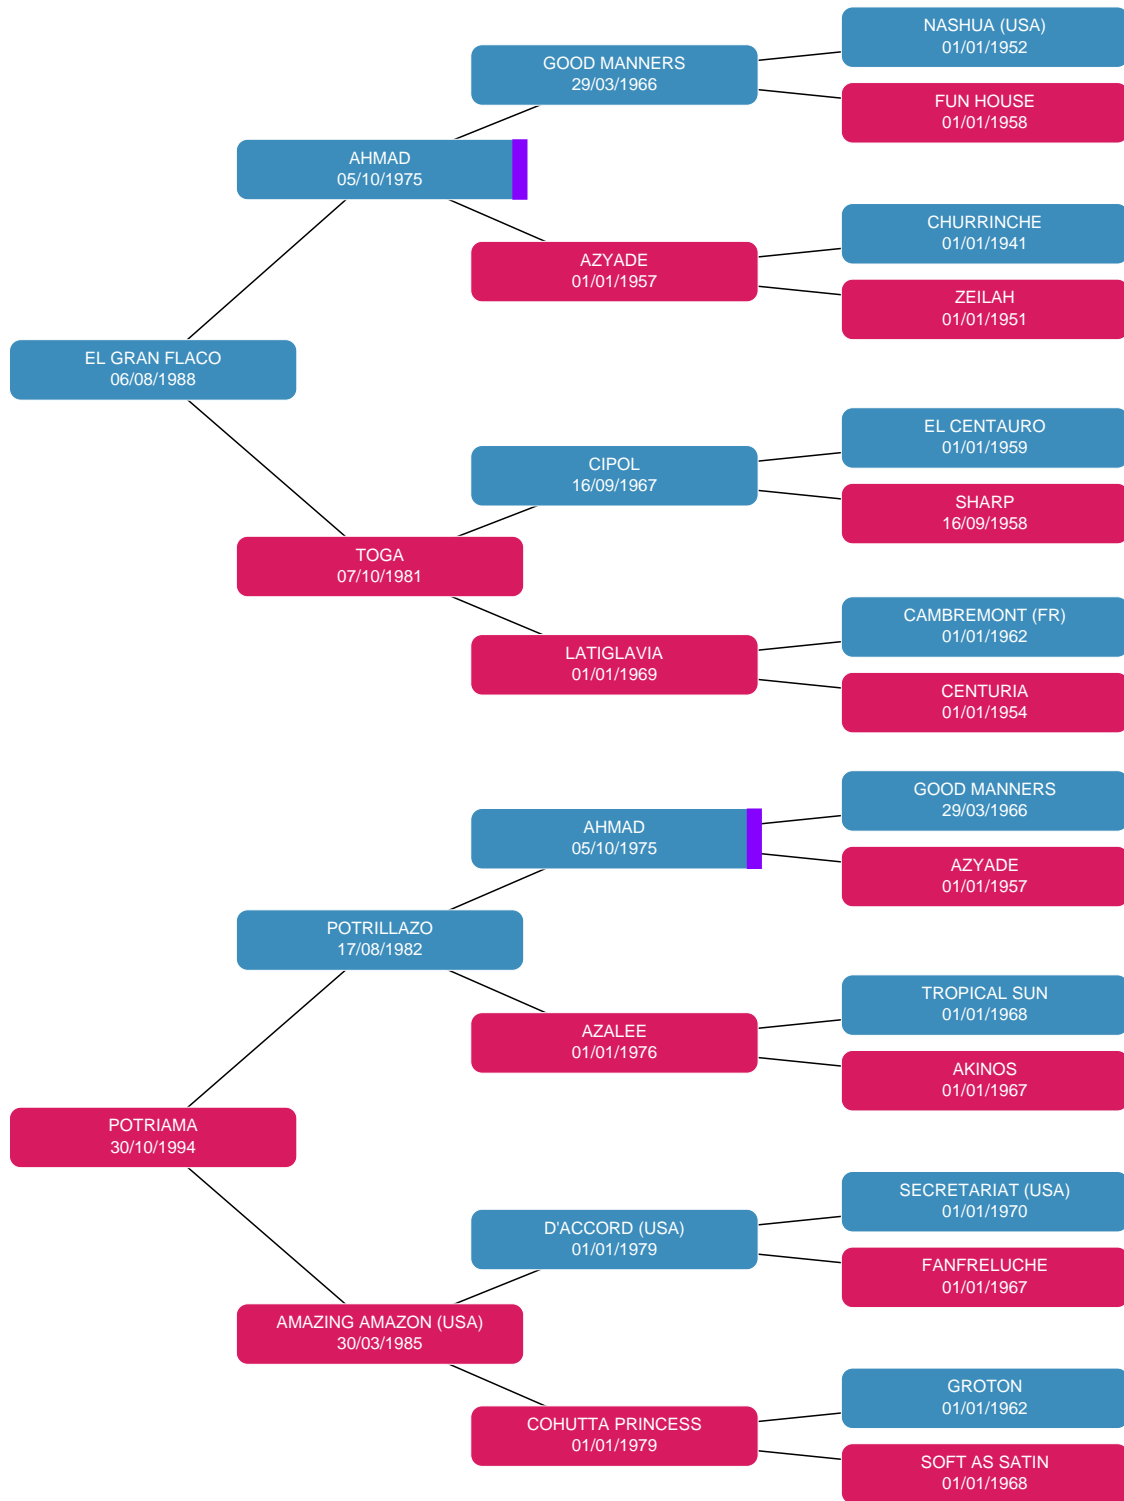 NASHUA (USA)
01/01/1952
GOOD MANNERS
29/03/1966
FUN HOUSE
01/01/1958
AHMAD
05/10/1975
CHURRINCHE
01/01/1941
AZYADE
01/01/1957
ZEILAH
01/01/1951
EL GRAN FLACO
06/08/1988
EL CENTAURO
01/01/1959
CIPOL
16/09/1967
SHARP
16/09/1958
TOGA
07/10/1981
CAMBREMONT (FR)
01/01/1962
LATIGLAVIA
01/01/1969
CENTURIA
01/01/1954
GOOD MANNERS
29/03/1966
AHMAD
05/10/1975
AZYADE
01/01/1957
POTRILLAZO
17/08/1982
TROPICAL SUN
01/01/1968
AZALEE
01/01/1976
AKINOS
01/01/1967
POTRIAMA
30/10/1994
SECRETARIAT (USA)
01/01/1970
D'ACCORD (USA)
01/01/1979
FANFRELUCHE
01/01/1967
AMAZING AMAZON (USA)
30/03/1985
GROTON
01/01/1962
COHUTTA PRINCESS
01/01/1979
SOFT AS SATIN
01/01/1968